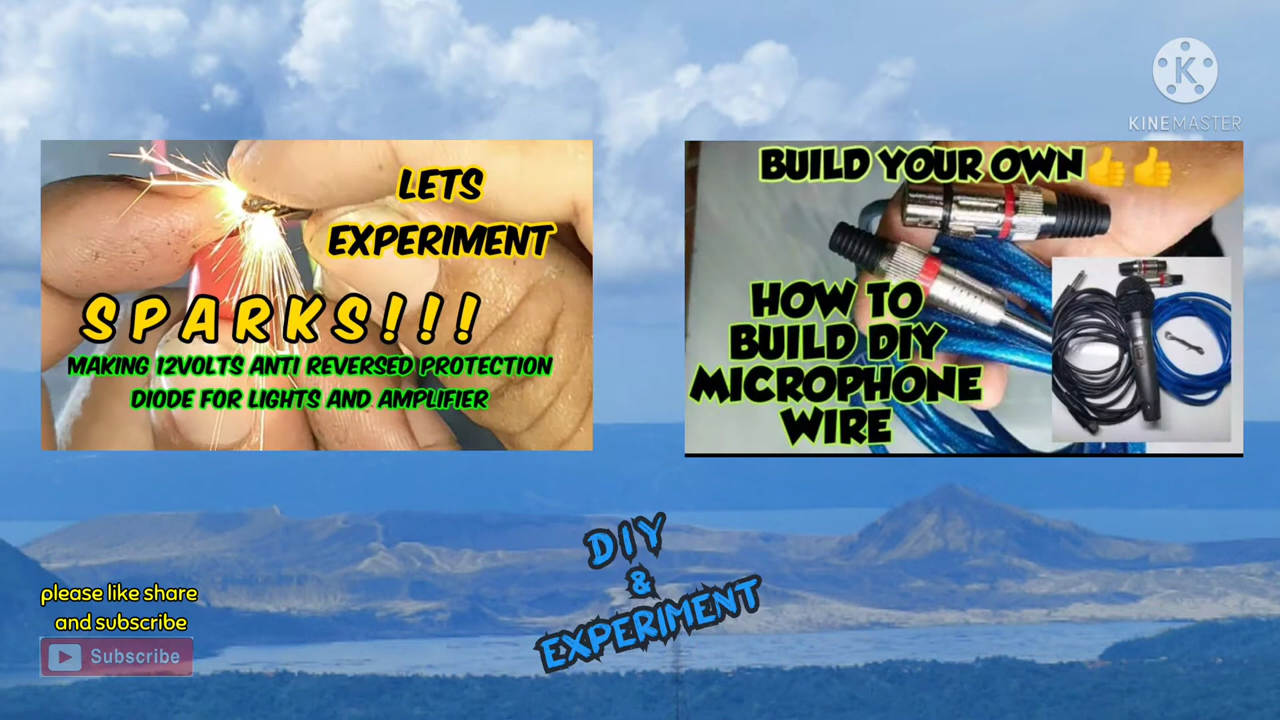 KINEMASTER
LETS
EXPERIMENT
SPARKS!!!
MAKING 12VOLTS ANTI REVERSED PROTECTION
DIODE FOR LIGHTS AND AMPLIFIER
BUILD YOUR OWN👍👍
HOW TO
BUILD DIY
MICROPHONE
WIRE
DIY
&
EXPERIMENT
please like share
and subscribe
Subscribe